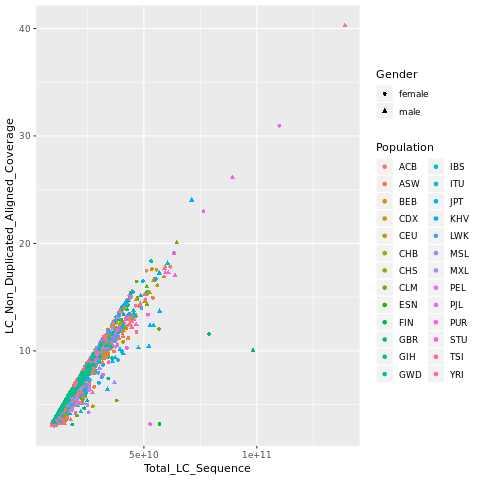 LC_Non_Duplicated_Aligned_Coverage
40
30
20
10
5e+10
1e+11
Total_LC_Sequence
Gender
female
male
Population
ACB
ASW
BEB
CDX
CEU
CHB
CHS
CLM
ESN
FIN
GBR
GIH
GWD
IBS
ITU
JPT
KHV
LWK
MSL
MXL
PEL
PJL
PUR
STU
TSI
YRI